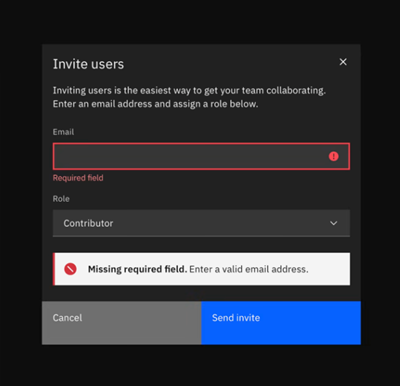 Invite users
Inviting users is the easiest way to get your team collaborating.
Enter an email address and assign a role below.
Email
Required field
Role
Contributor
Missing required field. Enter a valid email address.
Cancel
Send invite